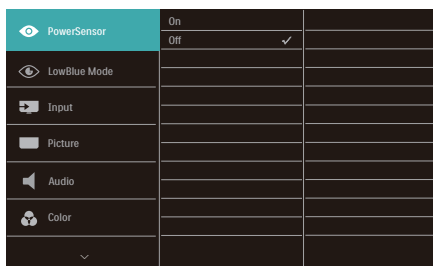 PowerSensor
On
Off
LowBlue Mode
Input
Picture
Audio
Color